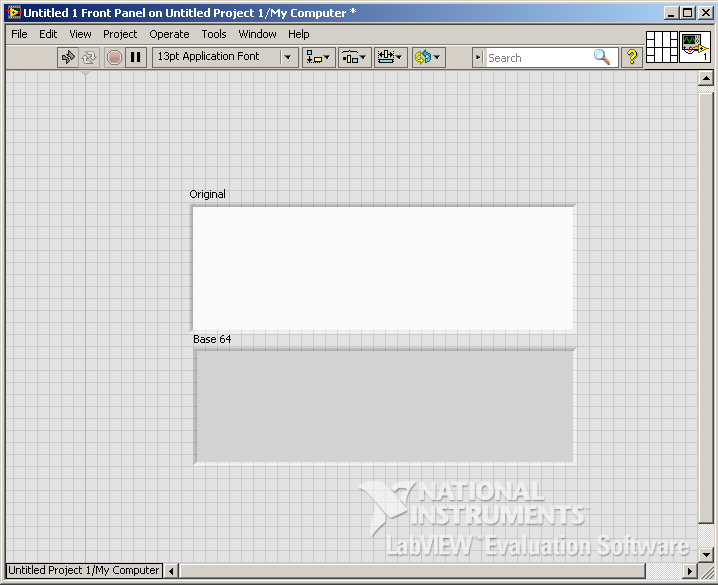 Untitled 1 Front Panel on Untitled Project 1/My Computer *
File Edit View Project Operate Tools Window Help
13pt Application Font
Search
?
1
Original
Base 64
NATIONAL
INSTRUMENTS™
LabVIEW™ Evaluation Software
Untitled Project 1/My Computer